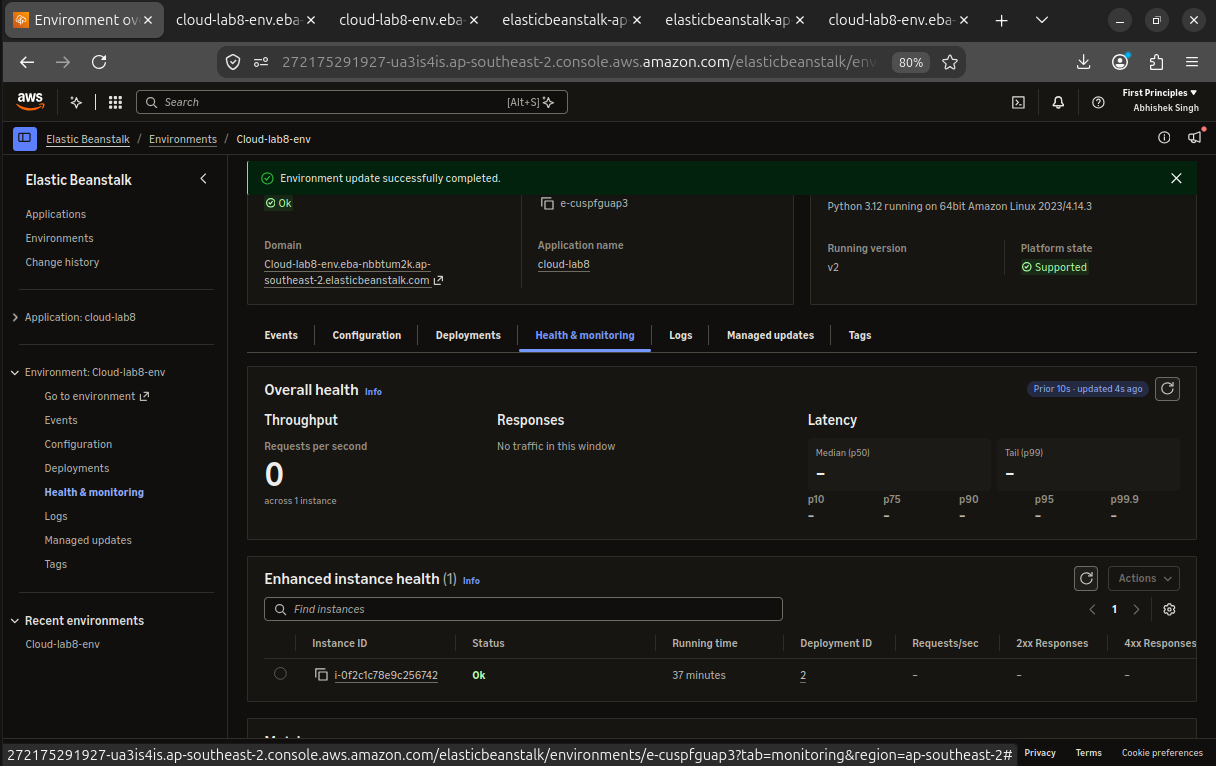 Environment ov
cloud-lab8-env.eba-
cloud-lab8-env.eba-
elasticbeanstalk-ap
elasticbeanstalk-ap
cloud-lab8-env.eba-
272175291927-ua3is4is.ap-southeast-2.console.aws.amazon.com/elasticbeanstalk/env
80%
aws
Search
[Alt+S]
First Principles
Abhishek Singh
Elastic Beanstalk / Environments / Cloud-lab8-env
Elastic Beanstalk
Applications
Environments
Change history
Application: cloud-lab8
Environment: Cloud-lab8-env
Go to environment
Events
Configuration
Deployments
Health & monitoring
Logs
Managed updates
Tags
Recent environments
Cloud-lab8-env
Environment update successfully completed.
Ok
e-cuspfguap3
Domain
Cloud-lab8-env.eba-nbbtum2k.ap-
southeast-2.elasticbeanstalk.com
Application name
cloud-lab8
Python 3.12 running on 64bit Amazon Linux 2023/4.14.3
Running version
v2
Platform state
Supported
Events Configuration Deployments Health & monitoring Logs Managed updates Tags
Overall health Info
Prior 10s · updated 4s ago
Throughput
Requests per second
0
across 1 instance
Responses
No traffic in this window
Latency
Median (p50)
–
Tail (p99)
–
p10 p75 p90 p95 p99.9
– – – – –
Enhanced instance health (1) Info
Actions
Find instances
1
Instance ID Status Running time Deployment ID Requests/sec 2xx Responses 4xx Responses
i-0f2c1c78e9c256742 Ok 37 minutes 2 – – –
272175291927-ua3is4is.ap-southeast-2.console.aws.amazon.com/elasticbeanstalk/environments/e-cuspfguap3?tab=monitoring&region=ap-southeast-2#
Privacy Terms Cookie preferences